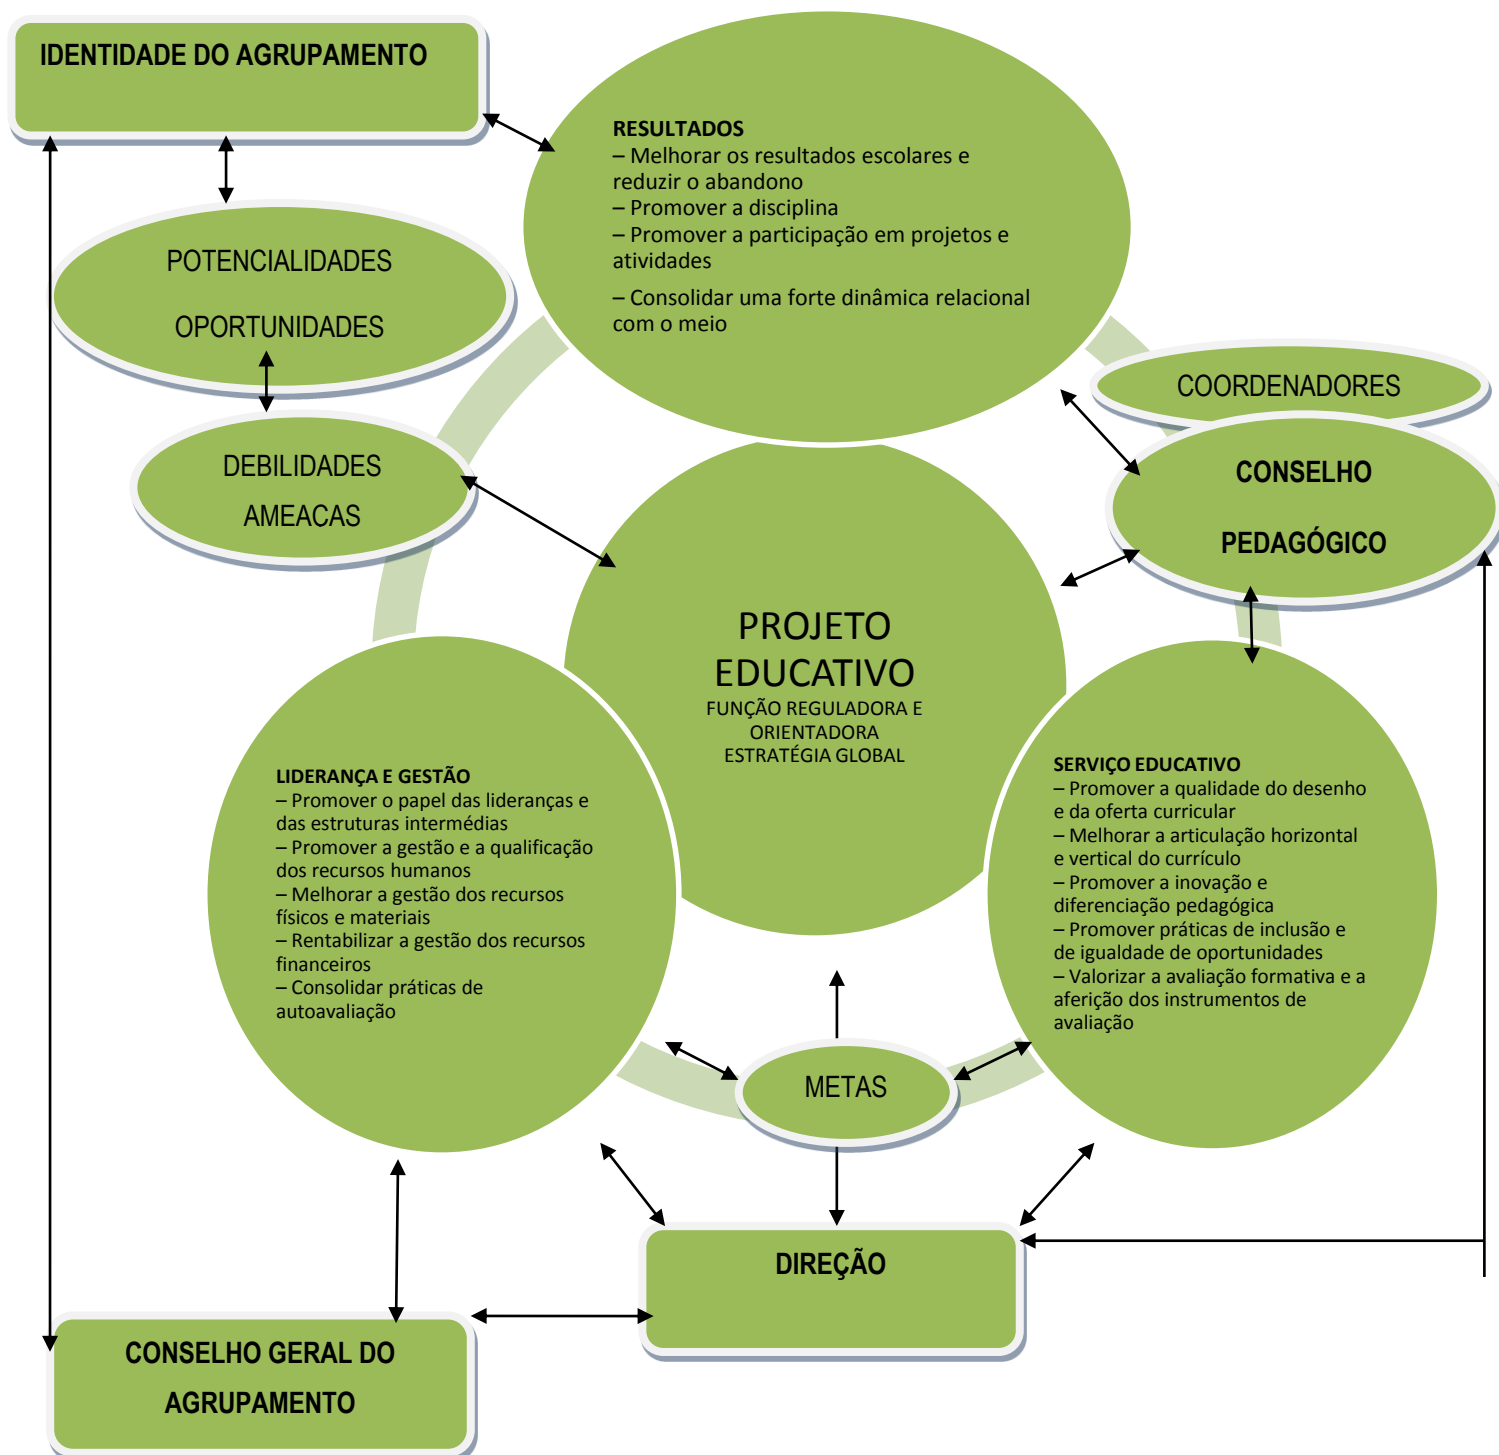 IDENTIDADE DO AGRUPAMENTO
RESULTADOS
– Melhorar os resultados escolares e
reduzir o abandono
– Promover a disciplina
– Promover a participação em projetos e
atividades
– Consolidar uma forte dinâmica relacional
com o meio
POTENCIALIDADES
OPORTUNIDADES
DEBILIDADES
AMEACAS
COORDENADORES
CONSELHO
PEDAGÓGICO
PROJETO
EDUCATIVO
FUNÇÃO REGULADORA E
ORIENTADORA
ESTRATÉGIA GLOBAL
LIDERANÇA E GESTÃO
– Promover o papel das lideranças e
das estruturas intermédias
– Promover a gestão e a qualificação
dos recursos humanos
– Melhorar a gestão dos recursos
físicos e materiais
– Rentabilizar a gestão dos recursos
financeiros
– Consolidar práticas de
autoavaliação
SERVIÇO EDUCATIVO
– Promover a qualidade do desenho
e da oferta curricular
– Melhorar a articulação horizontal
e vertical do currículo
– Promover a inovação e
diferenciação pedagógica
– Promover práticas de inclusão e
de igualdade de oportunidades
– Valorizar a avaliação formativa e a
aferição dos instrumentos de
avaliação
METAS
DIREÇÃO
CONSELHO GERAL DO
AGRUPAMENTO